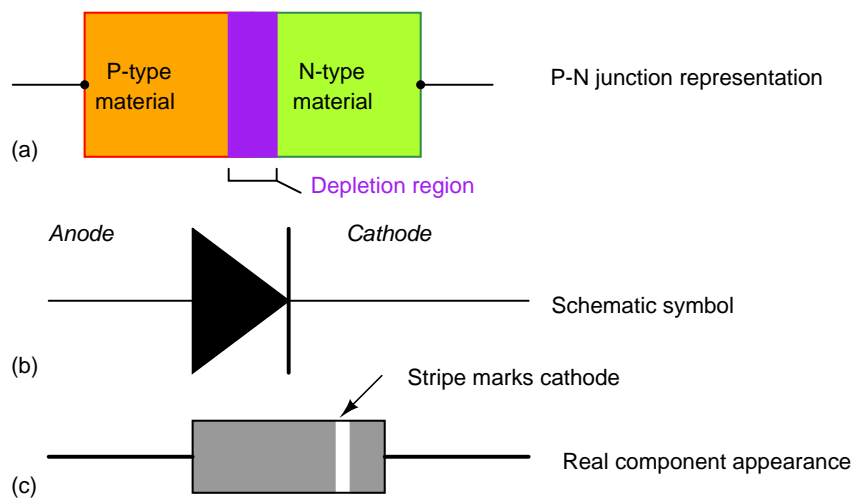 P-type
material
N-type
material
P-N junction representation
(a)
Depletion region
Anode
Cathode
Schematic symbol
(b)
Stripe marks cathode
Real component appearance
(c)